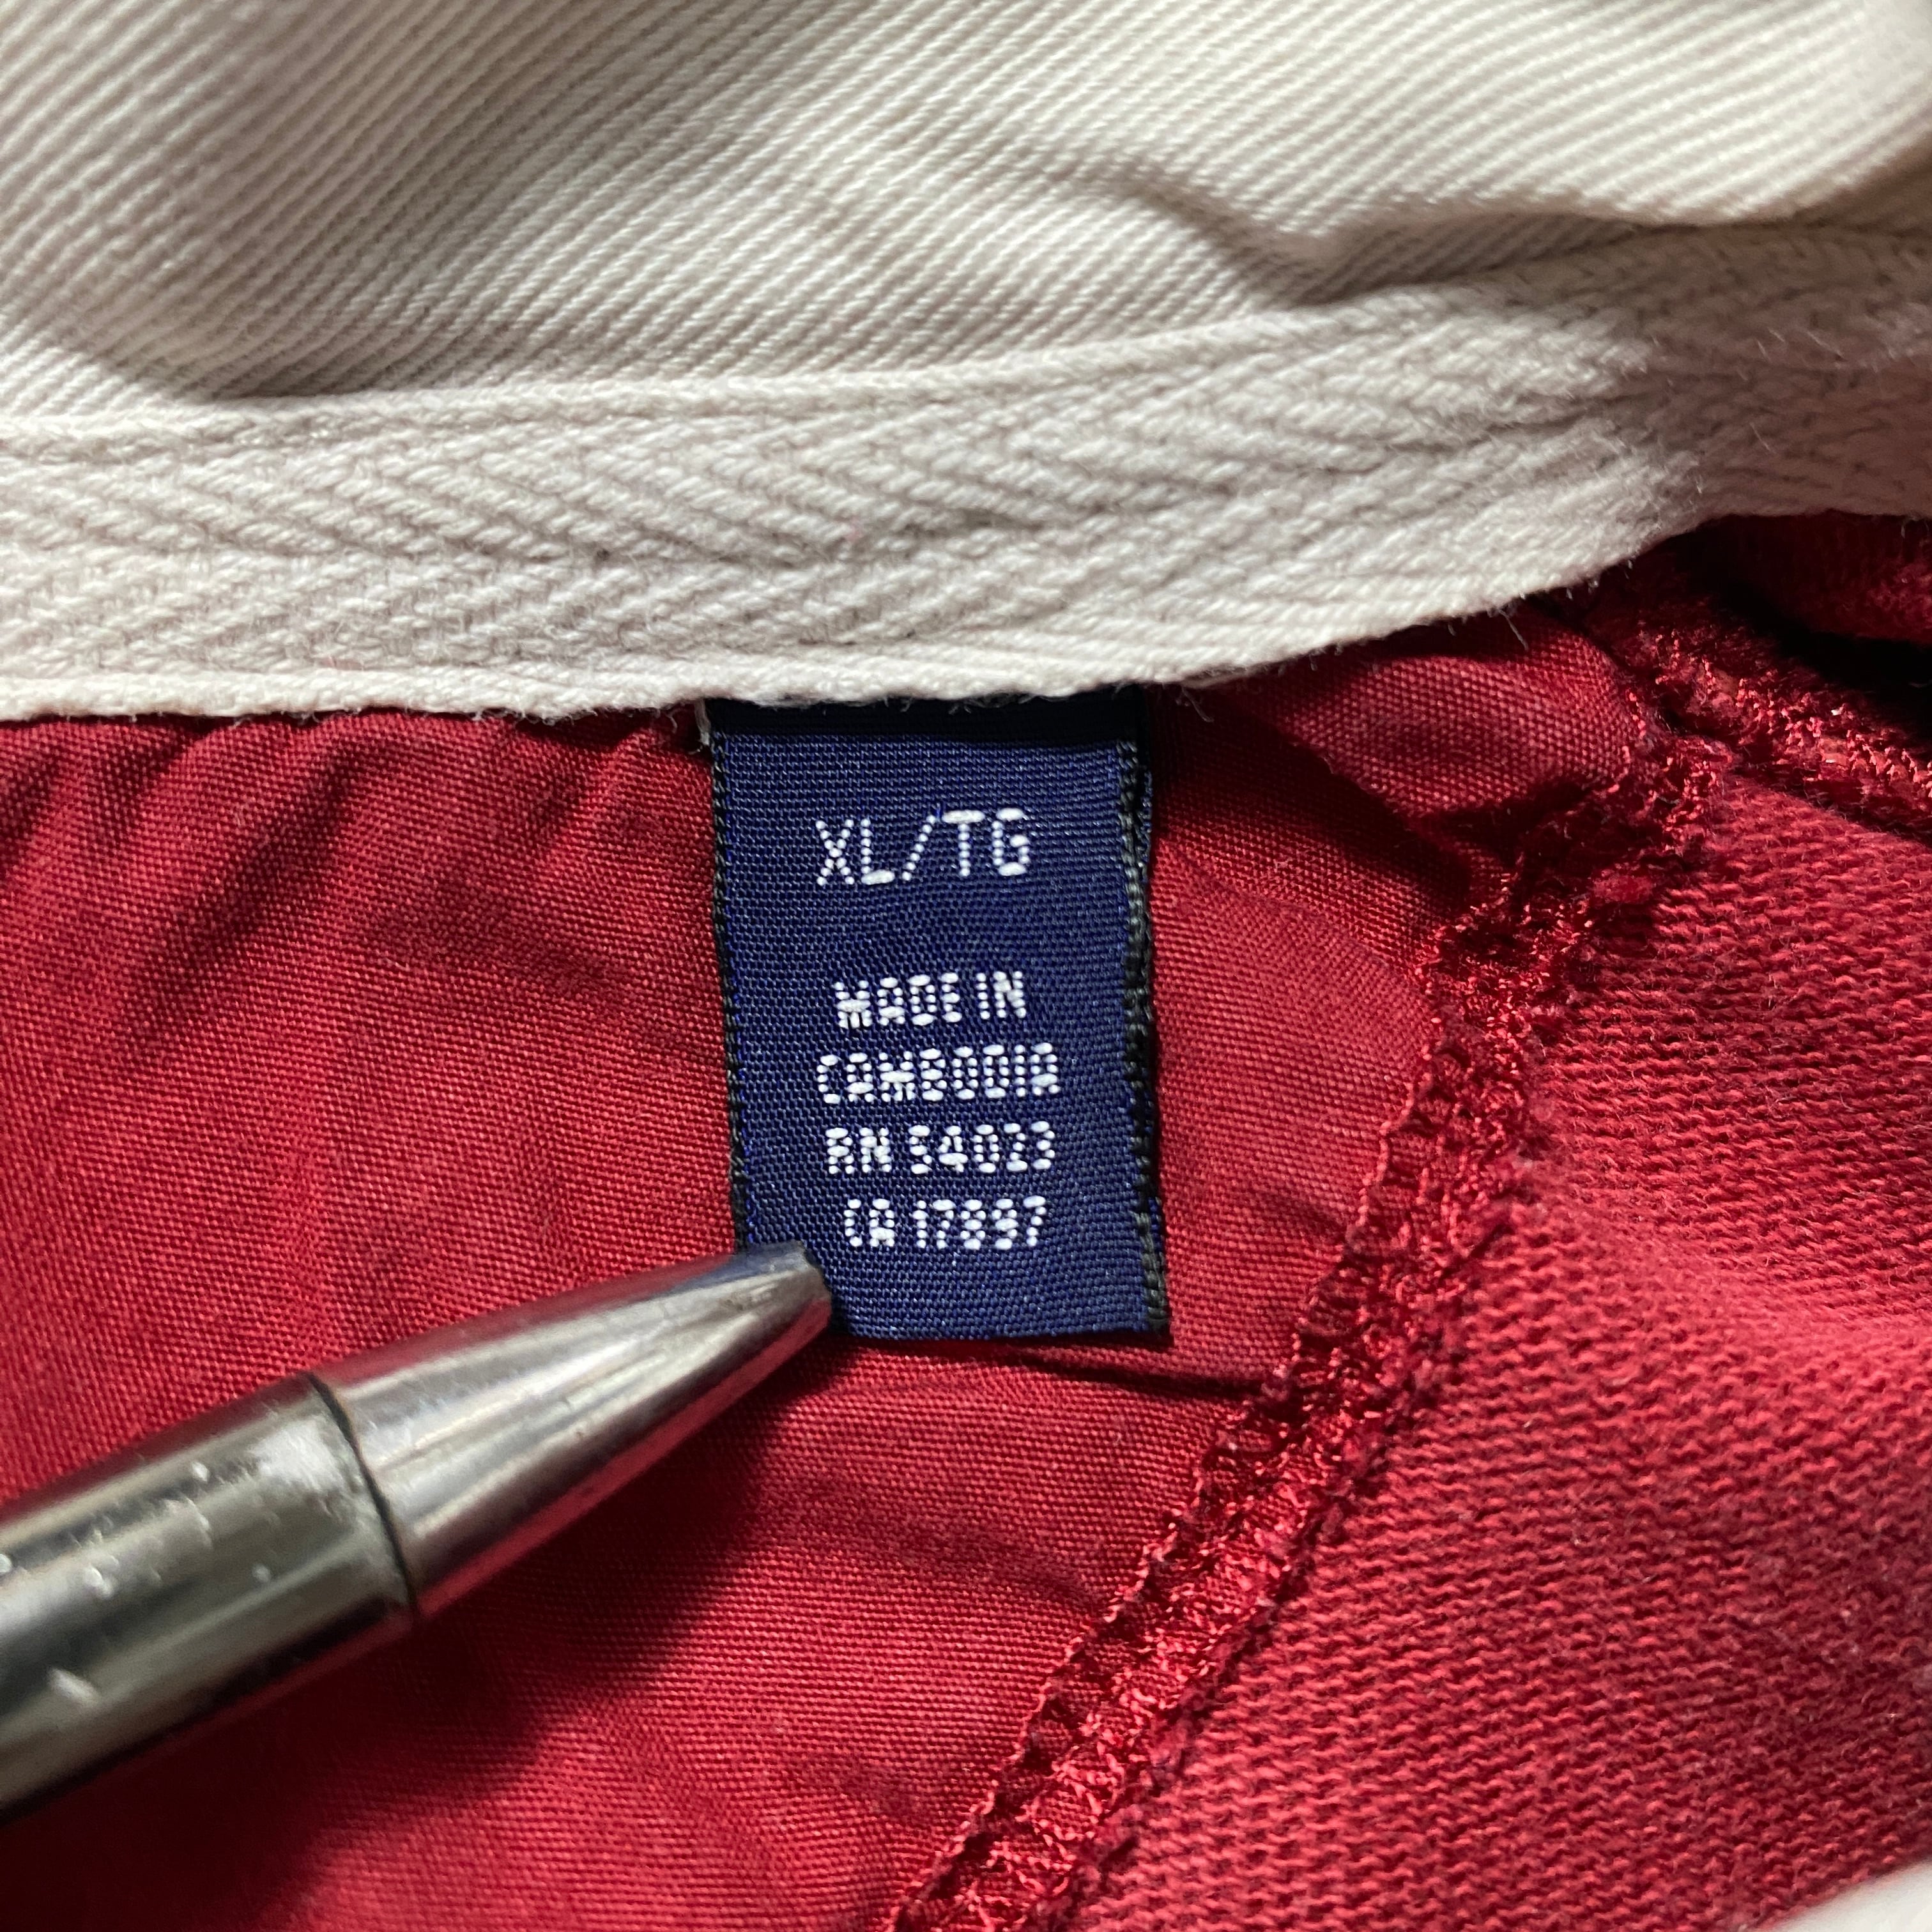 XL/TG
MADE IN
CAMBODIA
RN 54023
CA 17897